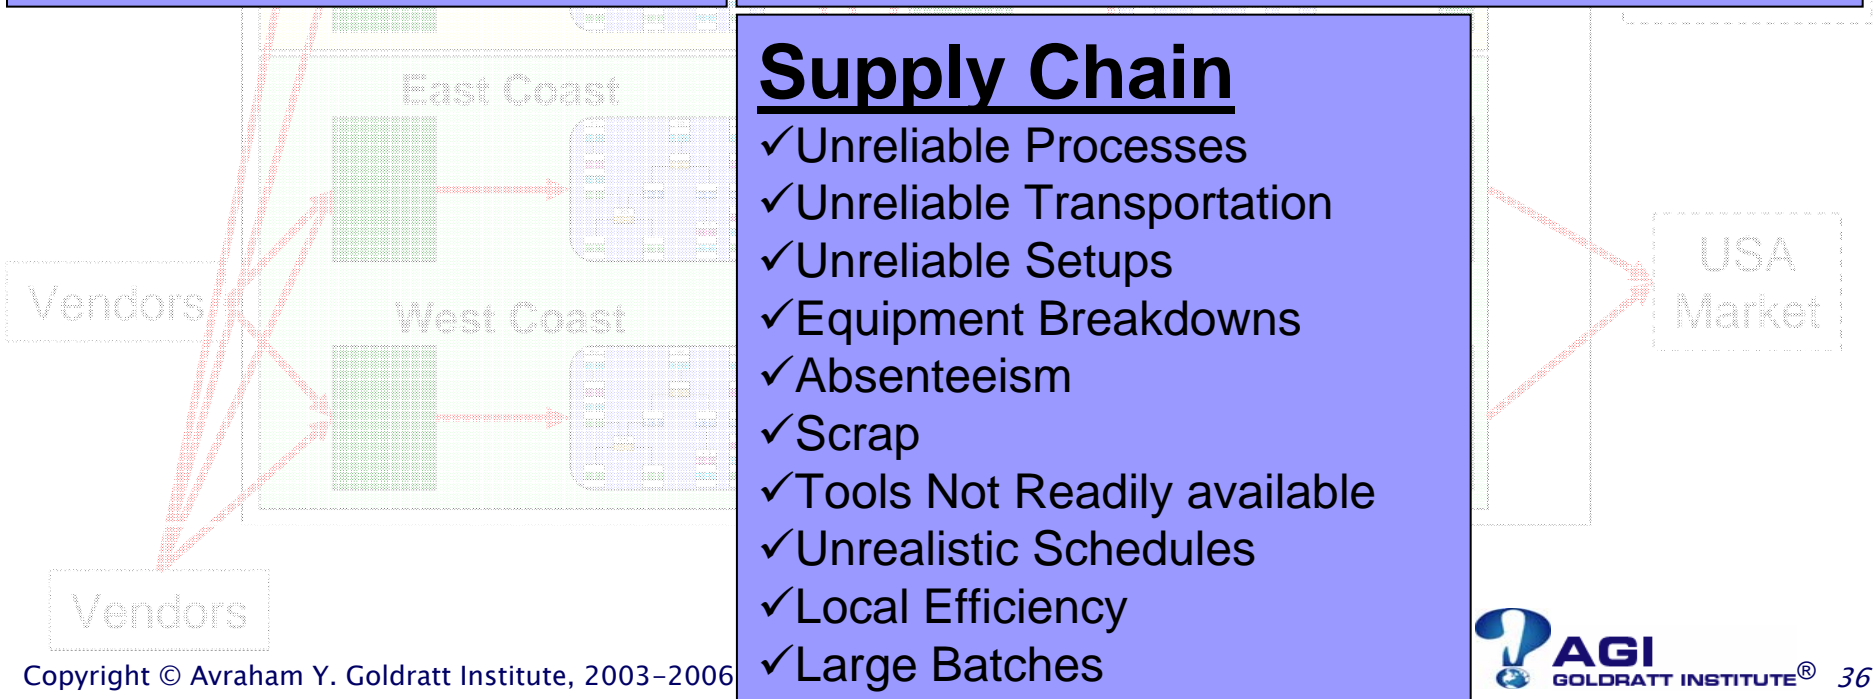 East Coast
West Coast
Vendors
Vendors
Supply Chain
✓Unreliable Processes
✓Unreliable Transportation
✓Unreliable Setups
✓Equipment Breakdowns
✓Absenteeism
✓Scrap
✓Tools Not Readily available
✓Unrealistic Schedules
✓Local Efficiency
✓Large Batches
USA
Market
Copyright © Avraham Y. Goldratt Institute, 2003-2006
AGI
GOLDRATT INSTITUTE®
36